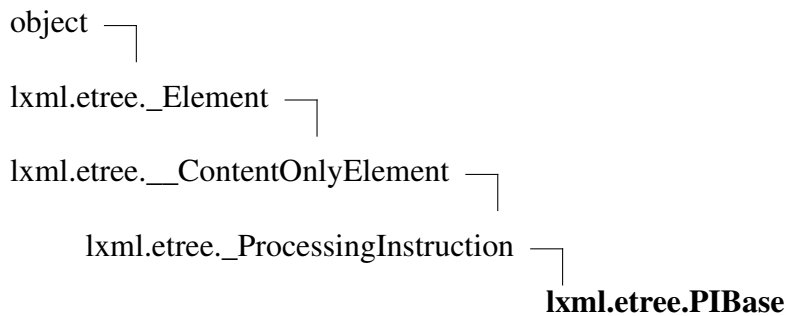 object
lxml.etree._Element
lxml.etree.__ContentOnlyElement
lxml.etree._ProcessingInstruction
lxml.etree.PIBase